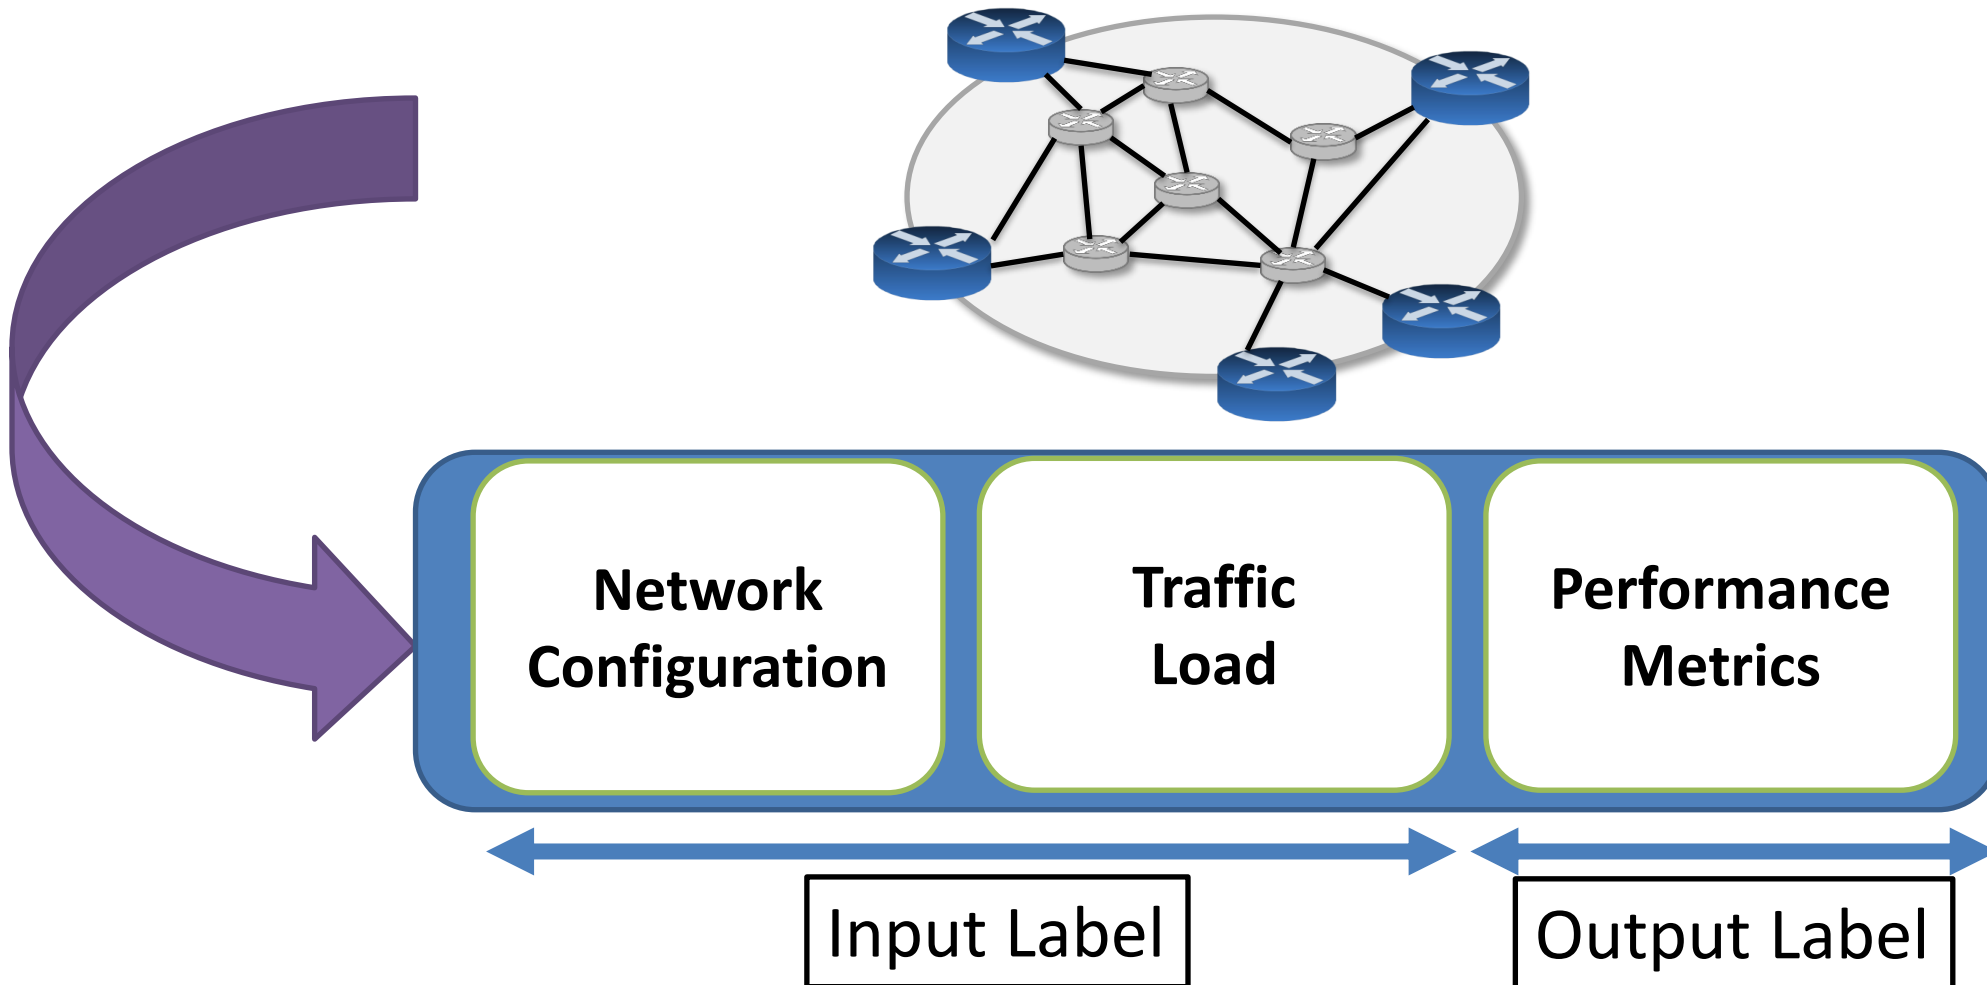 Network
Configuration
Traffic
Load
Performance
Metrics
Input Label
Output Label